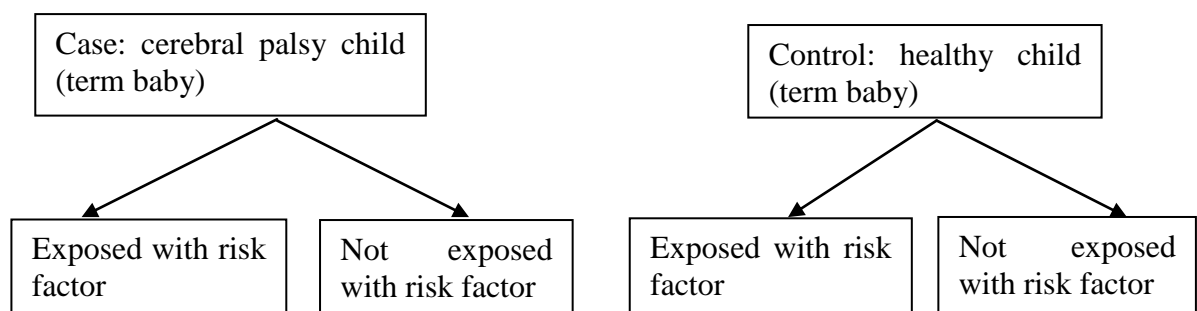 Case: cerebral palsy child
(term baby)
Control: healthy child
(term baby)
Exposed with risk
factor
Not exposed
with risk factor
Exposed with risk
factor
Not exposed
with risk factor